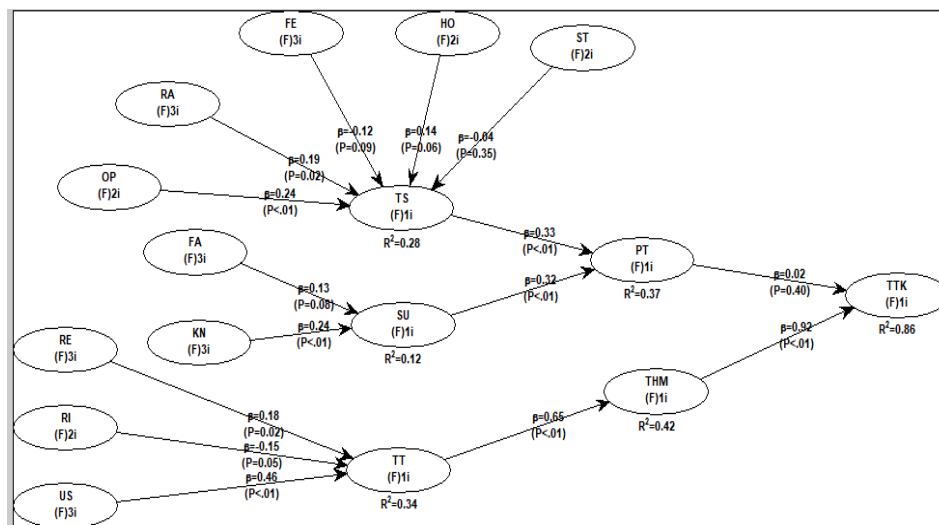 FE
(F)3i
HO
(F)2i
ST
(F)2i
RA
(F)3i
β=-0.12
(P=0.09)
β=0.14
(P=0.06)
β=-0.04
(P=0.35)
β=0.19
(P=0.02)
OP
(F)2i
β=0.24
(P<.01)
TS
(F)1i
R²=0.28
β=0.33
(P<.01)
FA
(F)3i
PT
(F)1i
R²=0.37
β=0.02
(P=0.40)
β=0.13
(P=0.08)
β=0.32
(P<.01)
TTK
(F)1i
R²=0.86
SU
(F)1i
R²=0.12
KN
(F)3i
β=0.24
(P<.01)
RE
(F)3i
β=0.92
(P<.01)
THM
(F)1i
R²=0.42
β=0.18
(P=0.02)
β=0.65
(P<.01)
RI
(F)2i
β=-0.15
(P=0.05)
TT
(F)1i
R²=0.34
β=0.46
(P<.01)
US
(F)3i